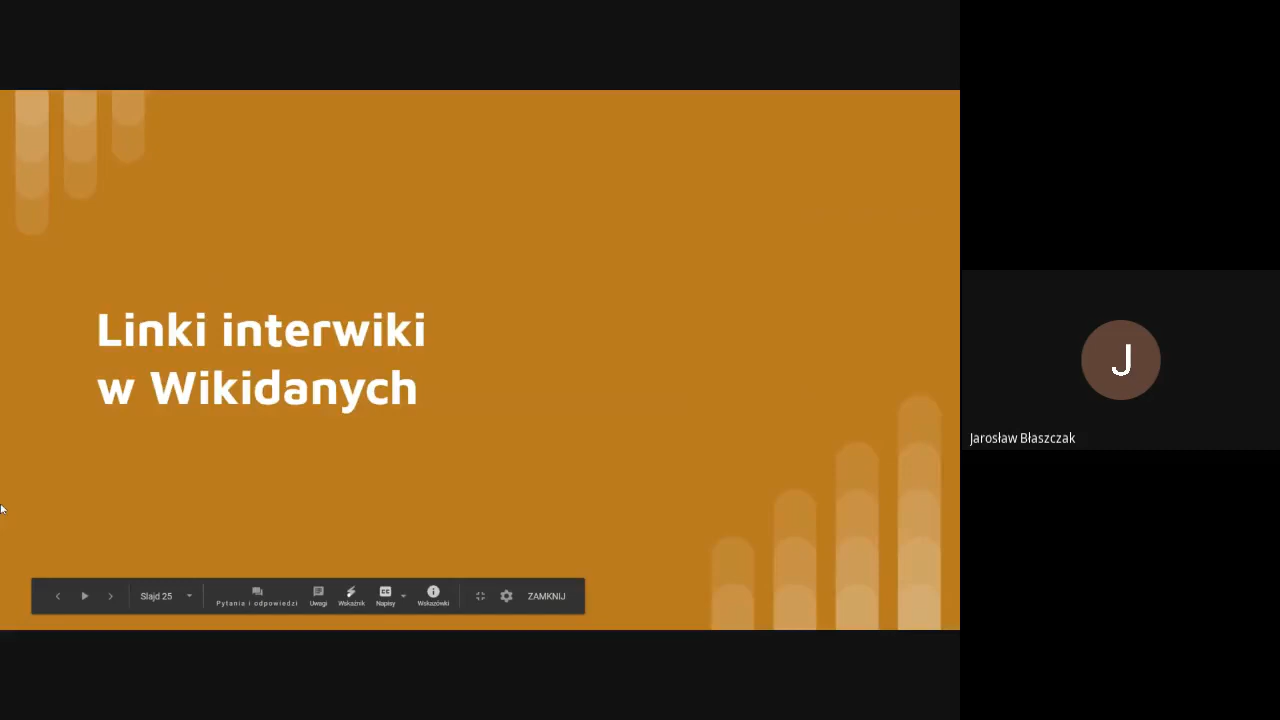 Linki interwiki
w Wikidanych
Slajd 25
Pytania i odpowiedzi
Uwagi
Wskaźnik
Napisy
Wskazówki
ZAMKNIJ
J
Jarosław Błaszczak